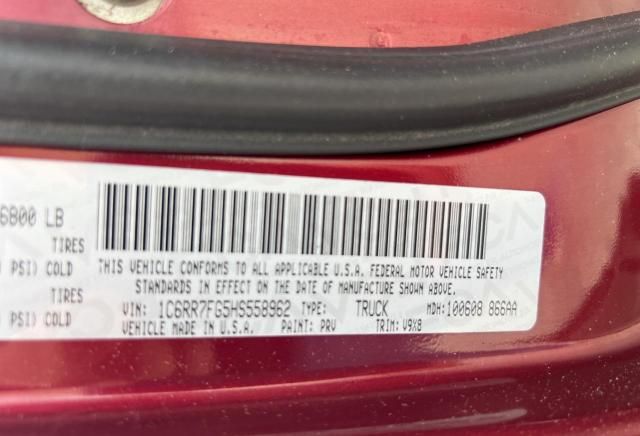 6800 LB
TIRES
PSI) COLD
TIRES
PSI) COLD
THIS VEHICLE CONFORMS TO ALL APPLICABLE U.S.A. FEDERAL MOTOR VEHICLE SAFETY
STANDARDS IN EFFECT ON THE DATE OF MANUFACTURE SHOWN ABOVE.
VIN: 1C6RR7FG5HS558962 TYPE: TRUCK MDH: 100608 866AA
VEHICLE MADE IN U.S.A. PAINT: PRV TRIM: V9X8